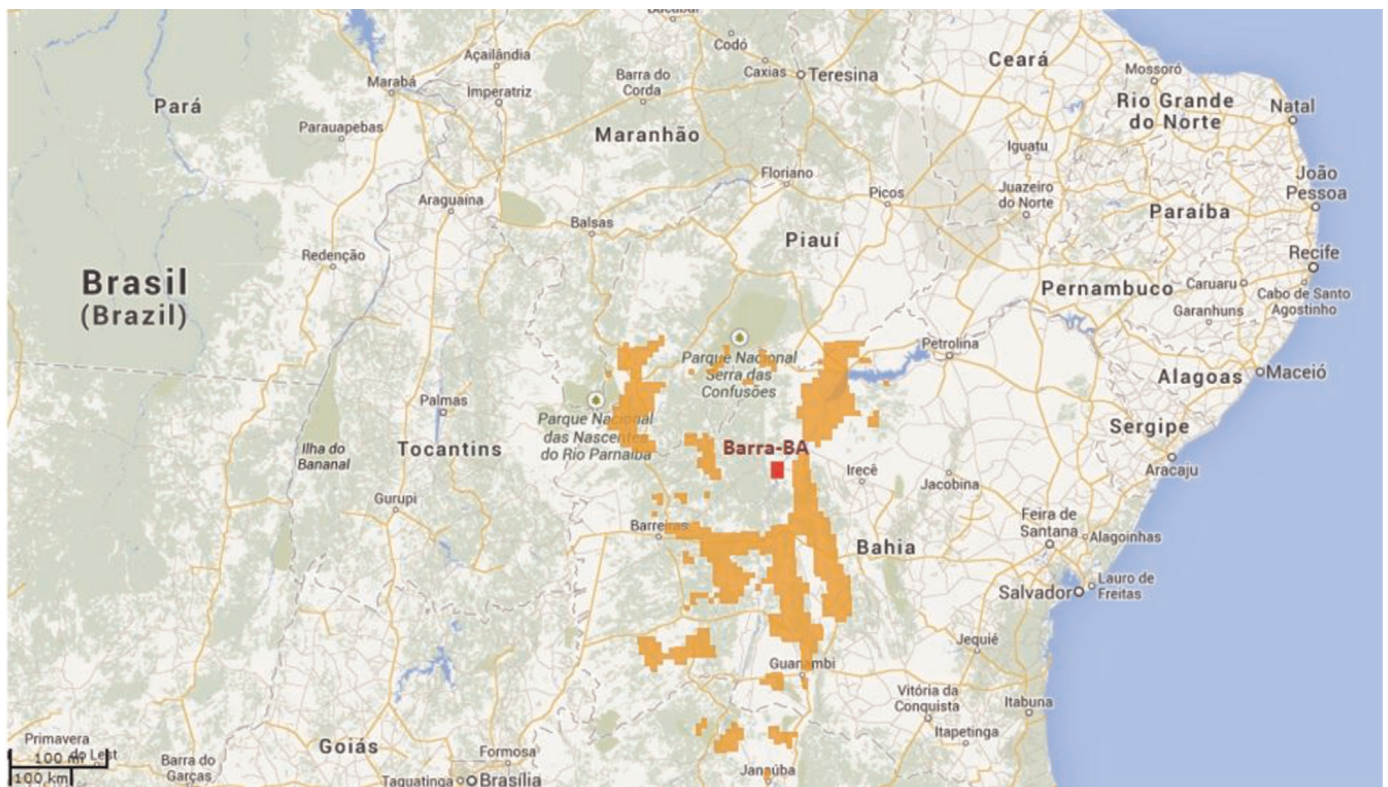 Bacabal
Codó
Caxias
Teresina
Ceará
Mossoró
Rio Grande
do Norte
Natal
Açailândia
Marabá
Imperatriz
Barra do
Corda
Pará
Parauapebas
Maranhão
Iguatu
João
Pessoa
Floriano
Picos
Juazeiro
do Norte
Paraíba
Araguaína
Balsas
Piauí
Redenção
Recife
Brasil
(Brazil)
Pernambuco
Caruaru
Cabo de Santo
Agostinho
Garanhuns
Petrolina
Parque Nacional
Serra das
Confusões
Alagoas
Maceió
Palmas
Parque Nacional
das Nascentes
do Rio Parnaíba
Sergipe
Ilha do
Bananal
Tocantins
Barra-BA
Irecê
Jacobina
Aracaju
Gurupi
Barreiras
Feira de
Santana
Alagoinhas
Bahia
Salvador
Lauro de
Freitas
Jequié
Guanambi
Vitória da
Conquista
Itabuna
Itapetinga
Primavera
do Lest
100 mi
100 km
Barra do
Garças
Goiás
Formosa
Taguatinga
Brasília
Janaúba